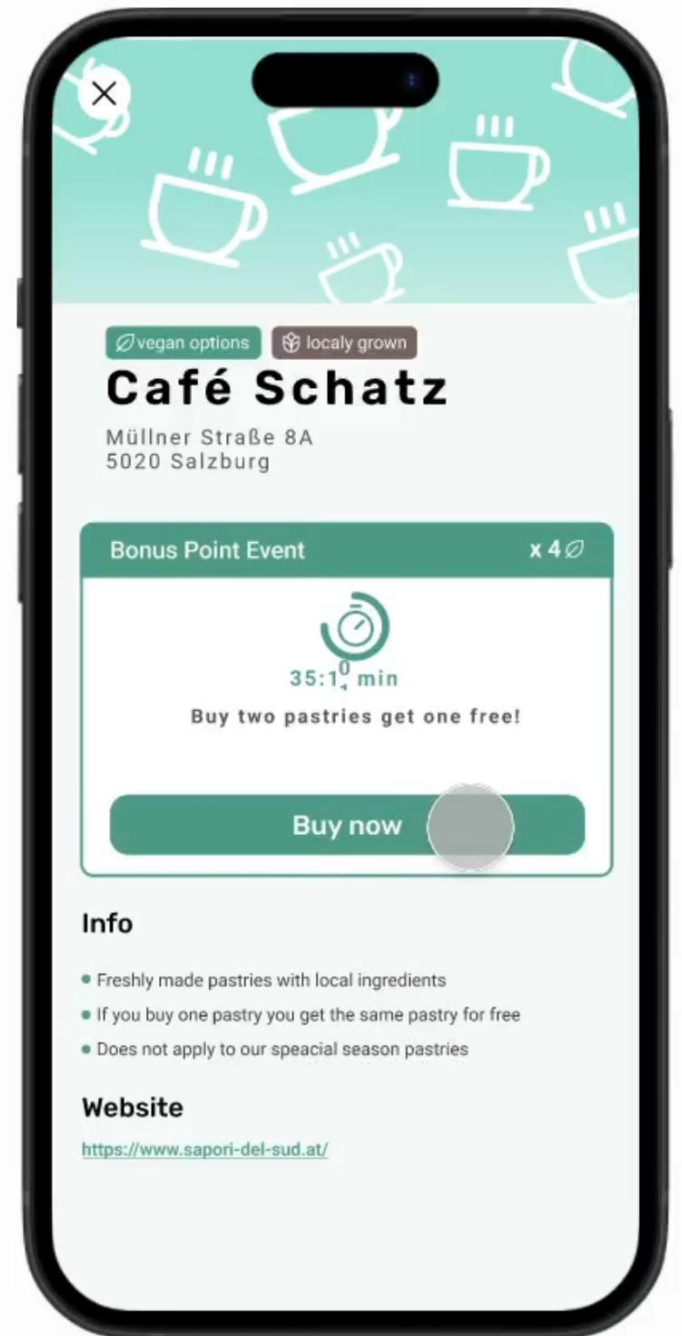 vegan options localy grown
Café Schatz
Müllner Straße 8A
5020 Salzburg
Bonus Point Event x 4
min
Buy two pastries get one free!
Buy now
Info
Freshly made pastries with local ingredients
If you buy one pastry you get the same pastry for free
Does not apply to our speacial season pastries
Website
https://www.sapori-del-sud.at/